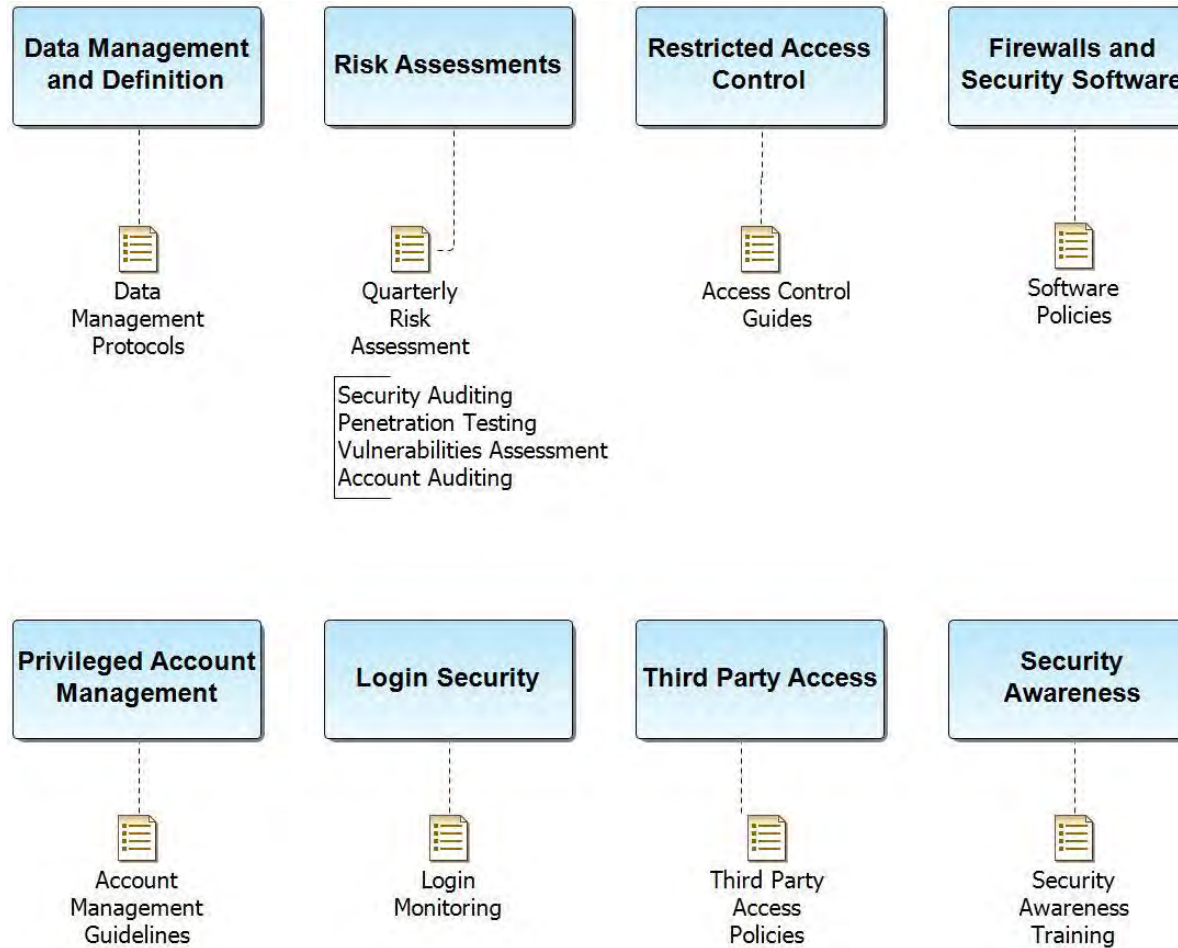 Data Management
and Definition
Risk Assessments
Restricted Access
Control
Firewalls and
Security Software
Data
Management
Protocols
Quarterly
Risk
Assessment
Security Auditing
Penetration Testing
Vulnerabilities Assessment
Account Auditing
Access Control
Guides
Software
Policies
Privileged Account
Management
Login Security
Third Party Access
Security
Awareness
Account
Management
Guidelines
Login
Monitoring
Third Party
Access
Policies
Security
Awareness
Training